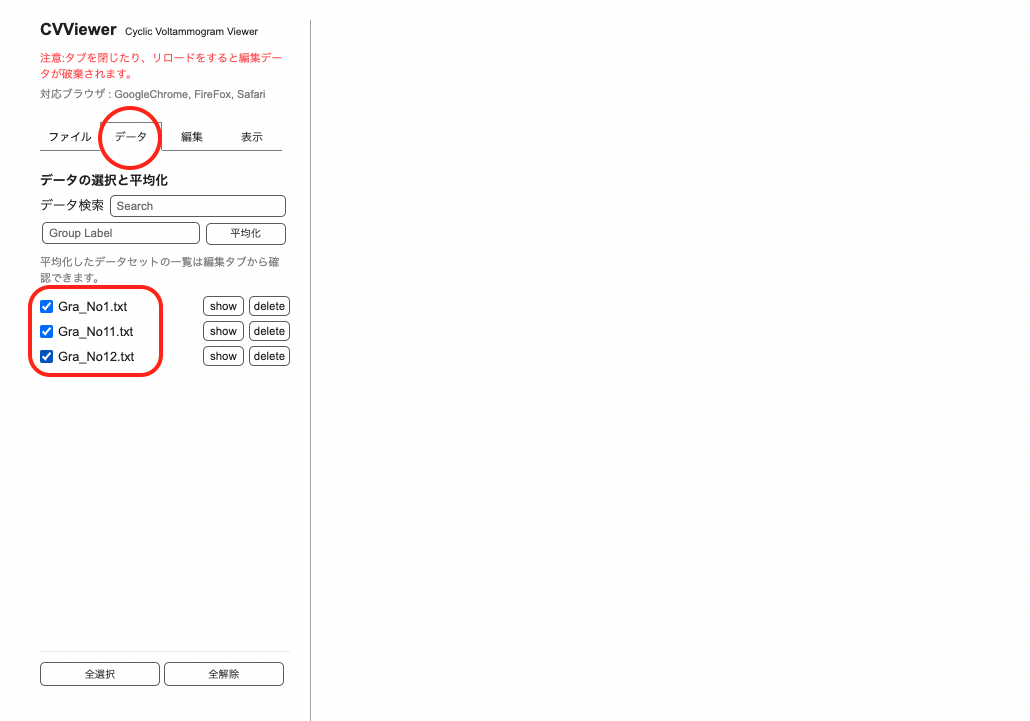 CVViewer Cyclic Voltammogram Viewer
注意:タブを閉じたり、リロードをすると編集デー
タが破棄されます。
対応ブラウザ : GoogleChrome, FireFox, Safari
ファイル データ 編集 表示
データの選択と平均化
データ検索 Search
Group Label 平均化
平均化したデータセットの一覧は編集タブから確
認できます。
Gra_No1.txt show delete
Gra_No11.txt show delete
Gra_No12.txt show delete
全選択 全解除